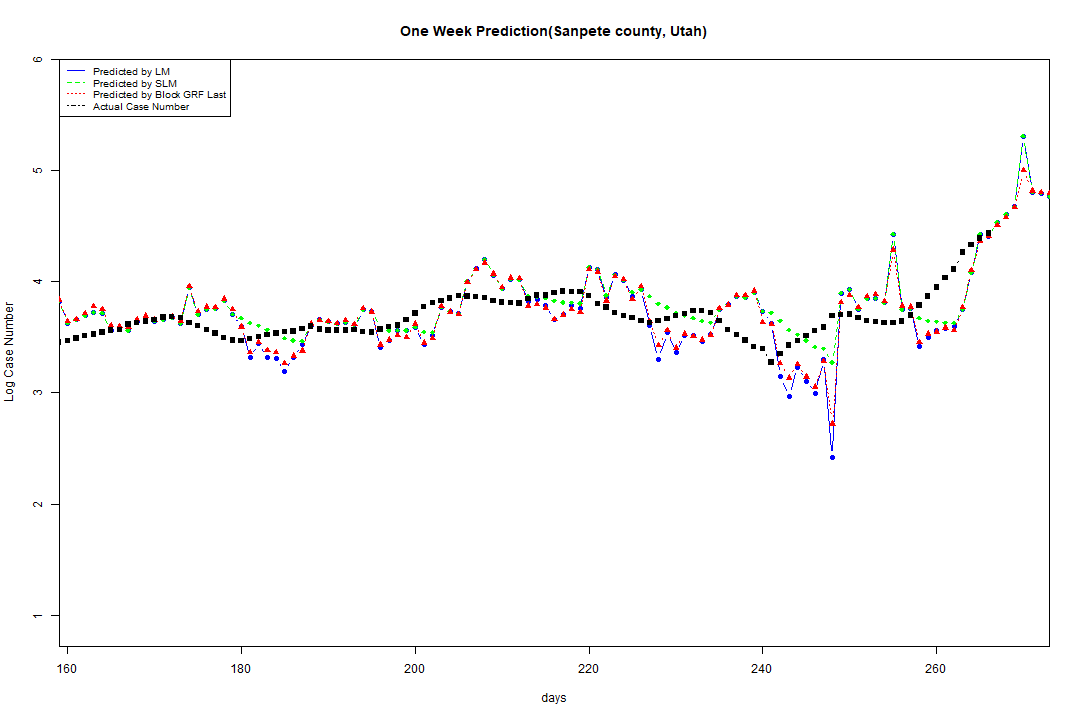 One Week Prediction(Sanpete county, Utah)
Predicted by LM
Predicted by SLM
Predicted by Block GRF Last
Actual Case Number
6
5
4
3
2
1
Log Case Number
160 180 200 220 240 260
days